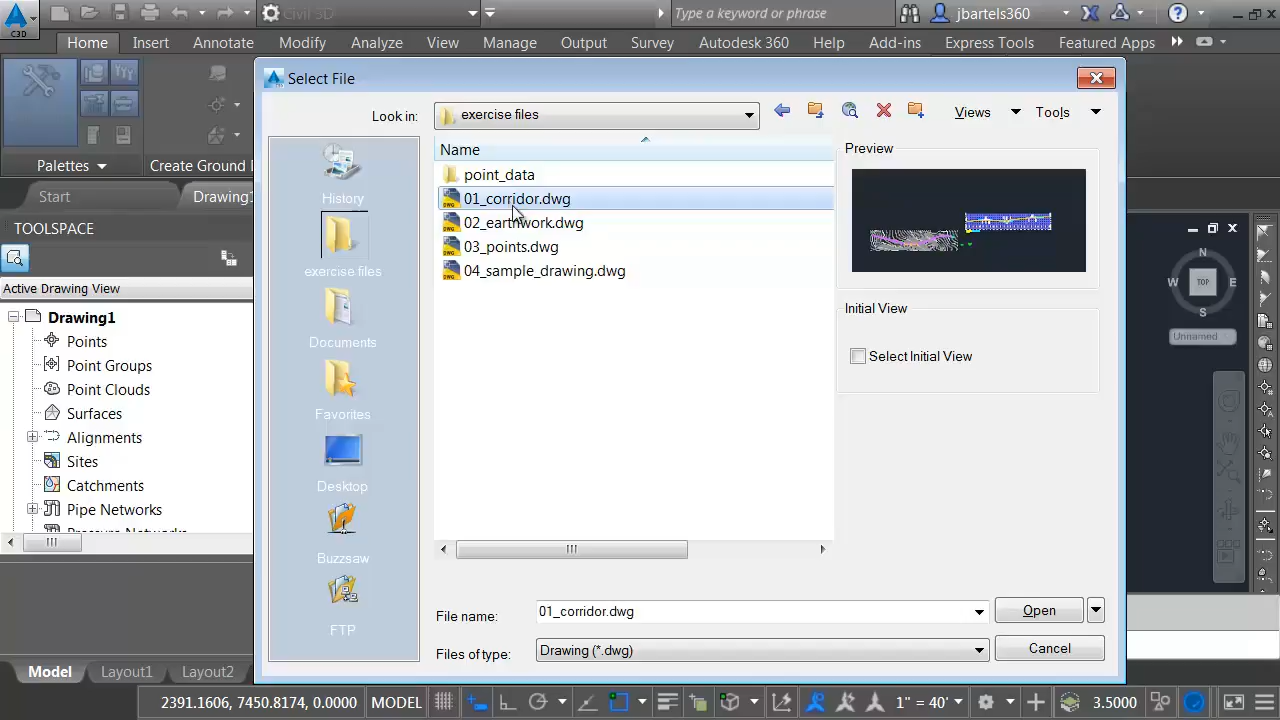 C3D
Civil 3D
Type a keyword or phrase
jbartels360
Home Insert Annotate Modify Analyze View Manage Output Survey Autodesk 360 Help Add-ins Express Tools Featured Apps
Select File
Look in: exercise files
Views
Tools
Palettes
Create Ground
Start
Drawing1
TOOLSPACE
Active Drawing View
Drawing1
Points
Point Groups
Point Clouds
Surfaces
Alignments
Sites
Catchments
Pipe Networks
Pressure Networks
History
exercise files
Documents
Favorites
Desktop
Buzzsaw
FTP
Name
point_data
01_corridor.dwg
02_earthwork.dwg
03_points.dwg
04_sample_drawing.dwg
Preview
Initial View
Select Initial View
N
W TOP E
S
Unnamed
File name: 01_corridor.dwg
Open
Files of type: Drawing (*.dwg)
Cancel
Model Layout1 Layout2
2391.1606, 7450.8174, 0.0000 MODEL
1" = 40'
3.5000